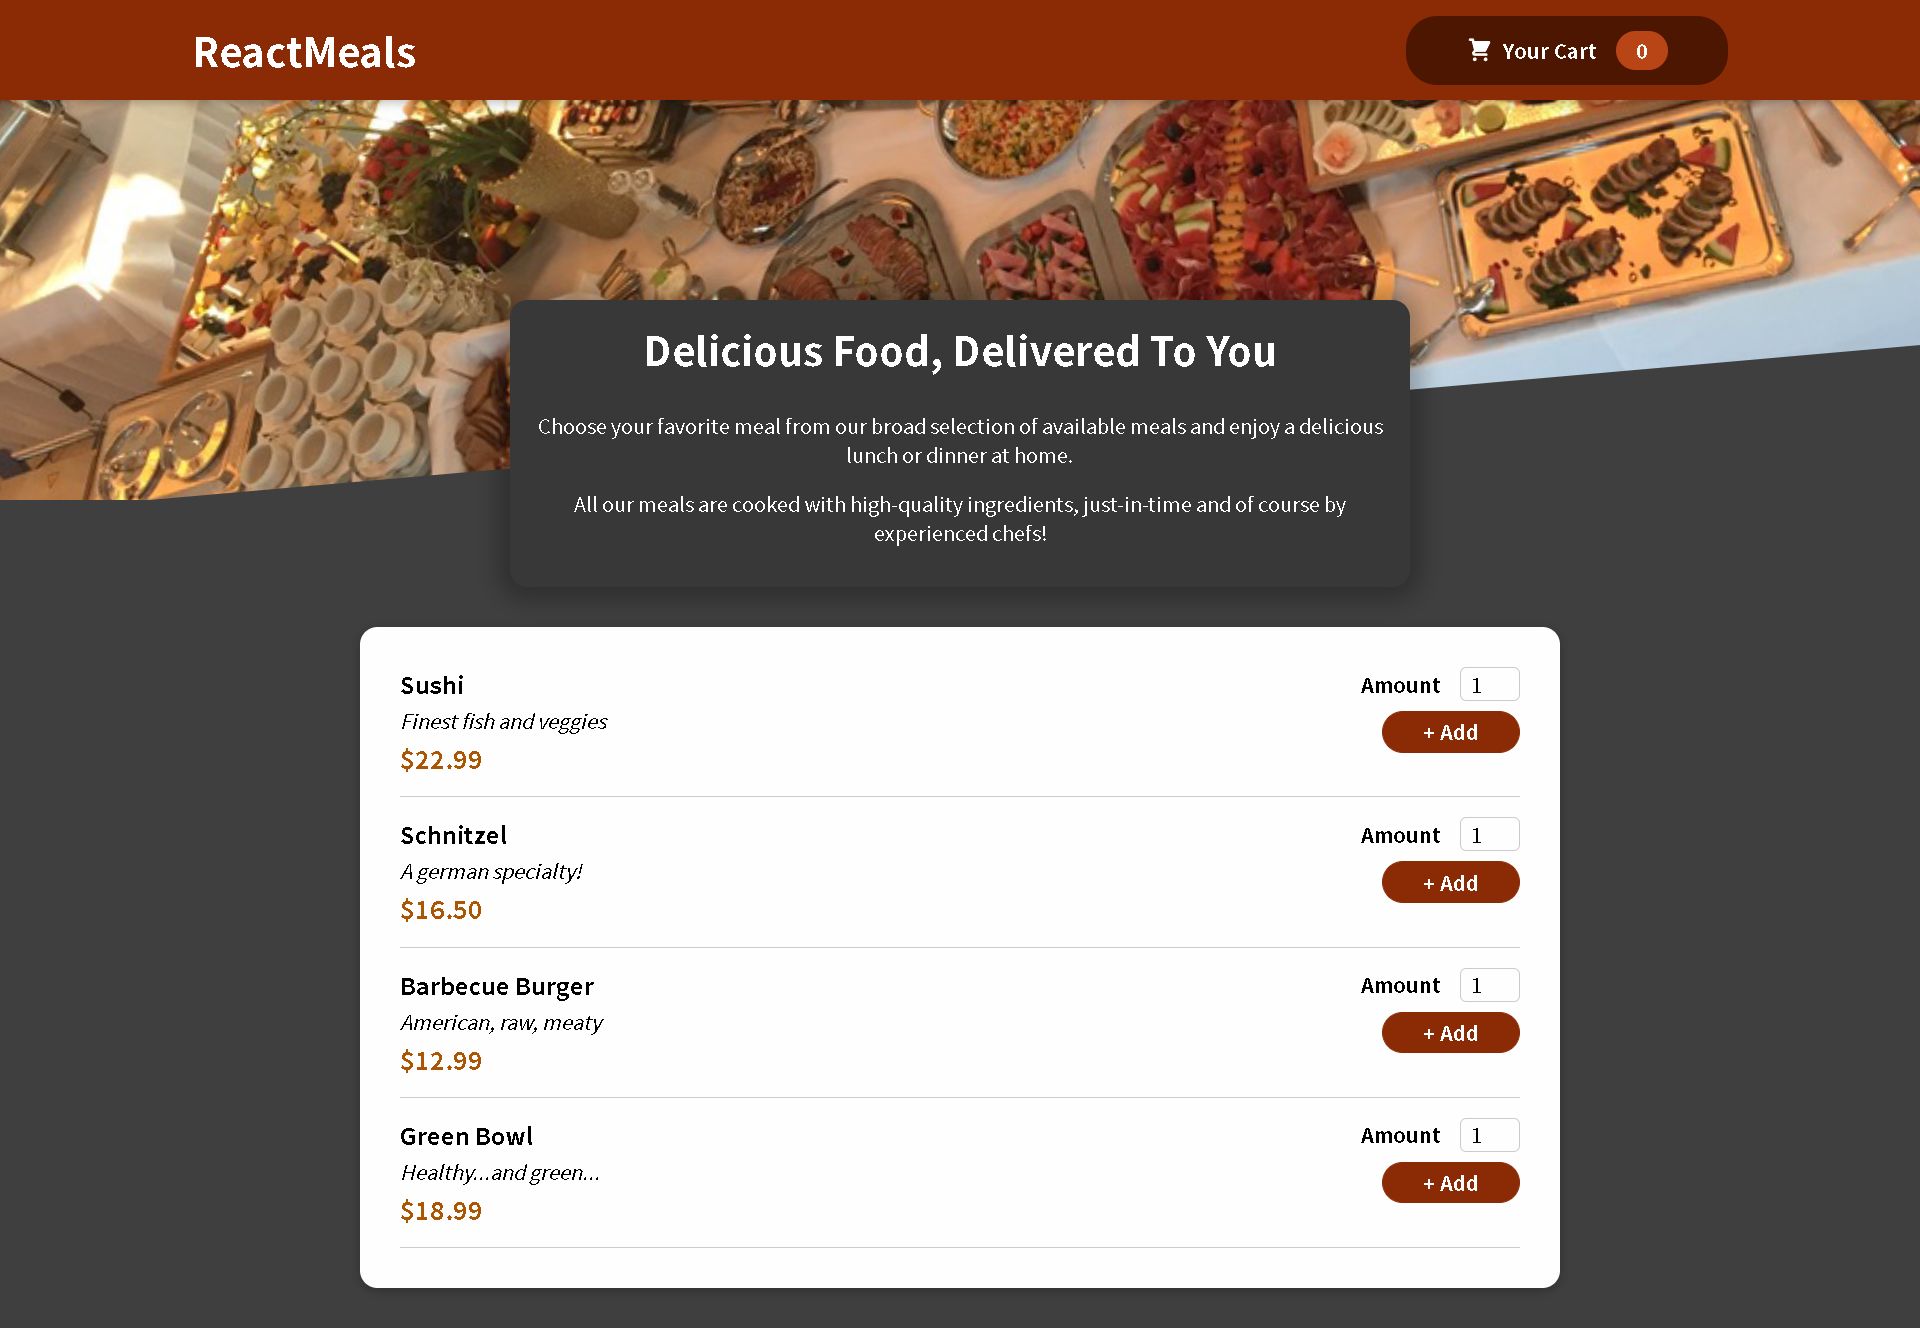 ReactMeals
Your Cart 0
Delicious Food, Delivered To You
Choose your favorite meal from our broad selection of available meals and enjoy a delicious
lunch or dinner at home.
All our meals are cooked with high-quality ingredients, just-in-time and of course by
experienced chefs!
Sushi
Finest fish and veggies
$22.99
Amount 1
+ Add
Schnitzel
A german specialty!
$16.50
Amount 1
+ Add
Barbecue Burger
American, raw, meaty
$12.99
Amount 1
+ Add
Green Bowl
Healthy...and green...
$18.99
Amount 1
+ Add